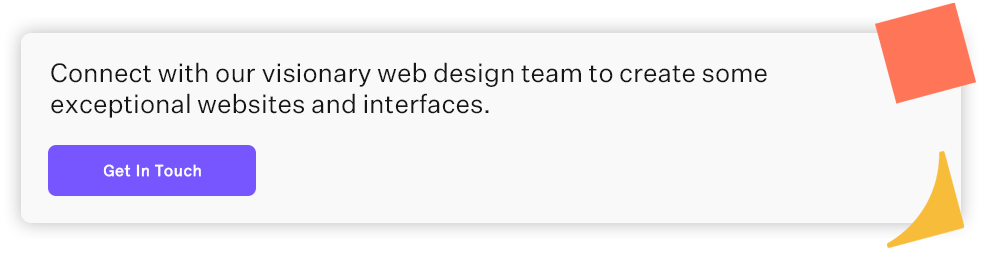 Connect with our visionary web design team to create some
exceptional websites and interfaces.
Get In Touch